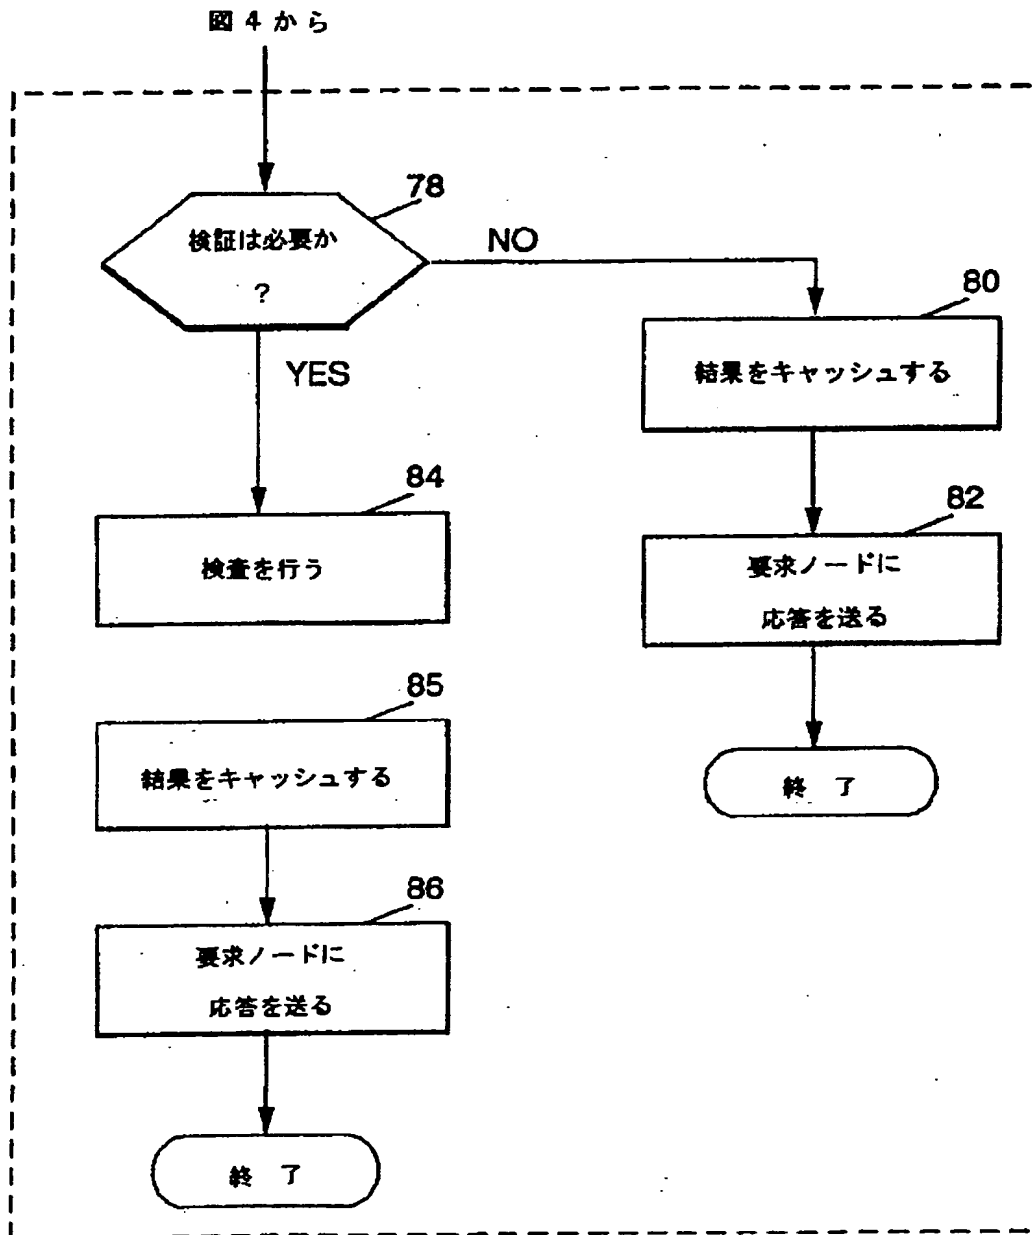 図4から
78
検証は必要か
?
NO
YES
80
結果をキャッシュする
84
検査を行う
82
要求ノードに
応答を送る
85
結果をキャッシュする
終 了
86
要求ノードに
応答を送る
終 了